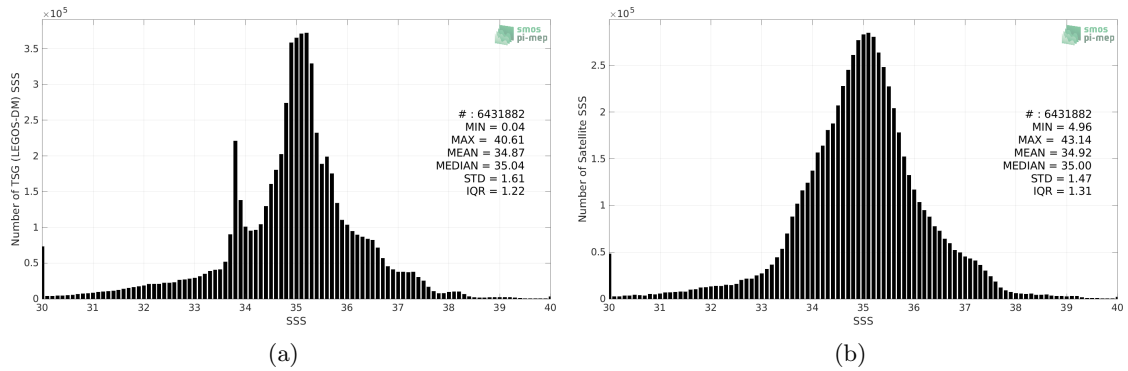 ×10⁵
3.5
3
2.5
2
1.5
1
0.5
0
Number of TSG (LEGOS-DM) SSS
30 31 32 33 34 35 36 37 38 39 40
SSS
smos
pi-mep
# : 6431882
MIN = 0.04
MAX = 40.61
MEAN = 34.87
MEDIAN = 35.04
STD = 1.61
IQR = 1.22
(a)
×10⁵
2.5
2
1.5
1
0.5
0
Number of Satellite SSS
30 31 32 33 34 35 36 37 38 39 40
SSS
smos
pi-mep
# : 6431882
MIN = 4.96
MAX = 43.14
MEAN = 34.92
MEDIAN = 35.00
STD = 1.47
IQR = 1.31
(b)